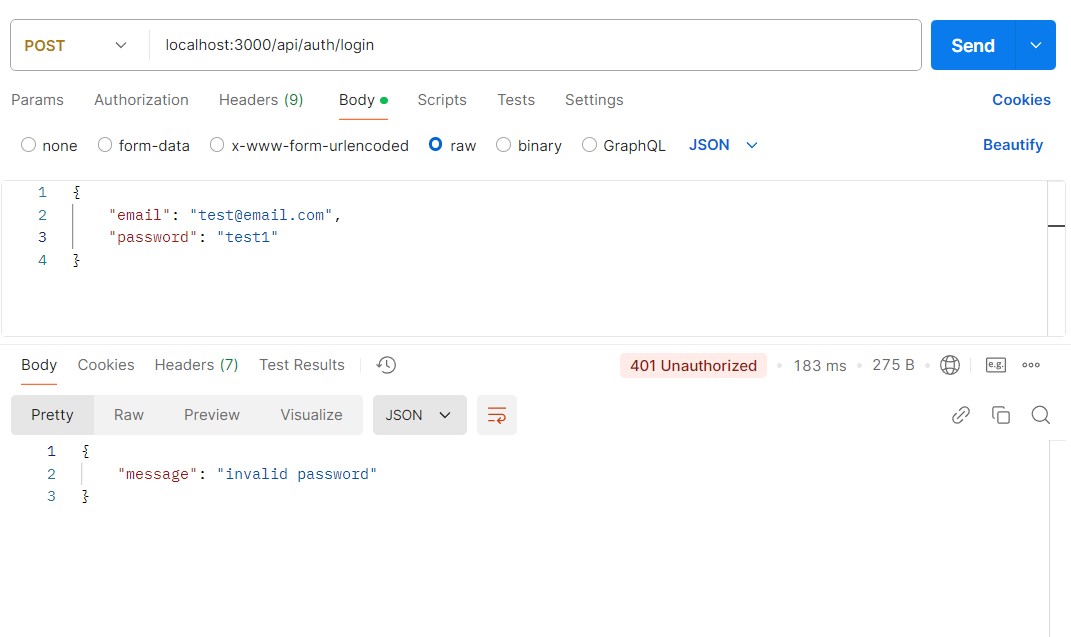 POST localhost:3000/api/auth/login Send
Params Authorization Headers (9) Body Scripts Tests Settings Cookies
none form-data x-www-form-urlencoded raw binary GraphQL JSON Beautify
1 {
2 "email": "test@email.com",
3 "password": "test1"
4 }
Body Cookies Headers (7) Test Results 401 Unauthorized 183 ms 275 B e.g.
Pretty Raw Preview Visualize JSON
1 {
2 "message": "invalid password"
3 }